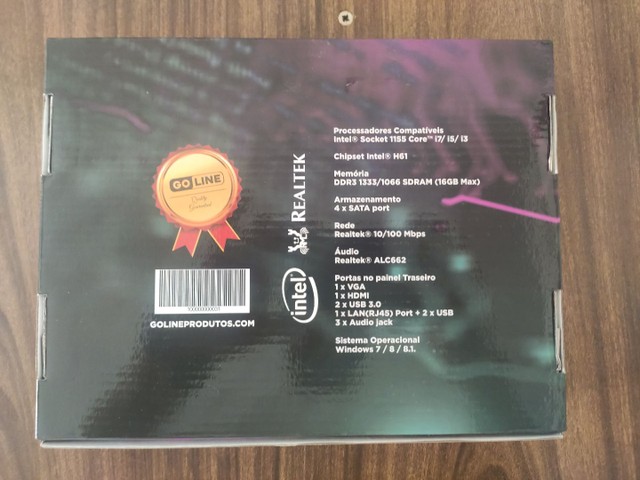 GO LINE
Quality
Guaranteed
GOLINEPRODUTOS.COM
REALTEK
intel
Processadores Compatíveis
Intel® Socket 1155 Core™ i7/ i5/ i3
Chipset Intel® H61
Memória
DDR3 1333/1066 SDRAM (16GB Max)
Armazenamento
4 x SATA port
Rede
Realtek® 10/100 Mbps
Áudio
Realtek® ALC662
Portas no painel Traseiro
1 x VGA
1 x HDMI
2 x USB 3.0
1 x LAN(RJ45) Port + 2 x USB
3 x Audio jack
Sistema Operacional
Windows 7 / 8 / 8.1.